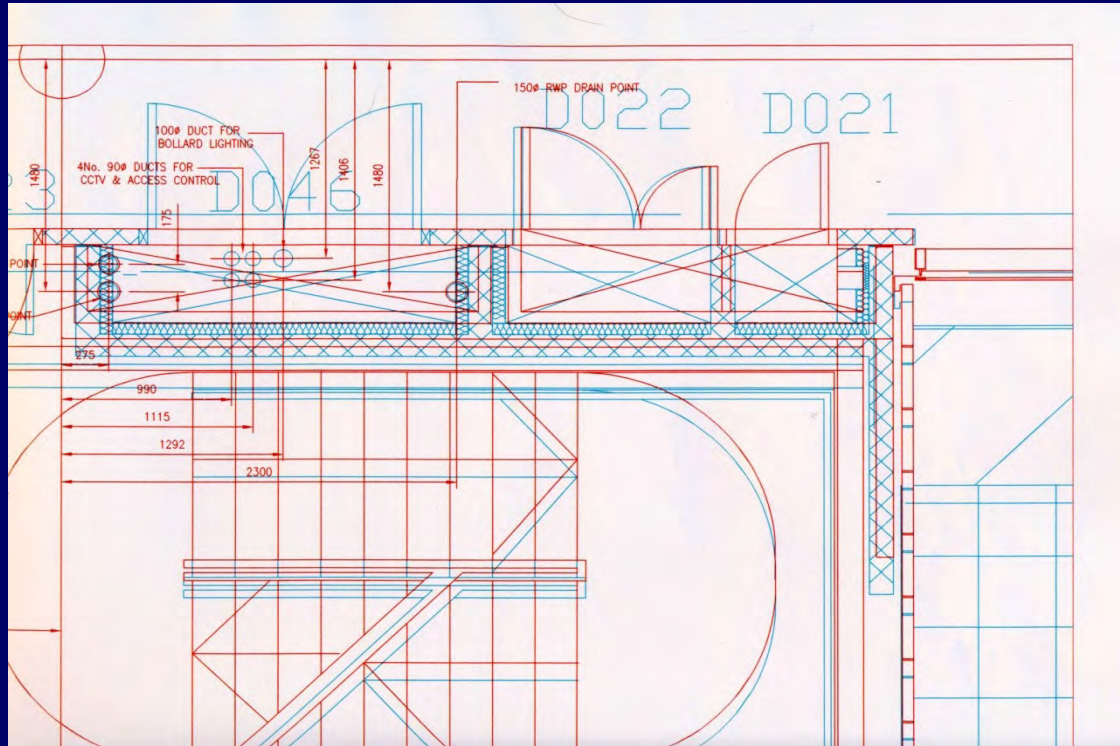 150ø RWP DRAIN POINT
D022
D021
100ø DUCT FOR
BOLLARD LIGHTING
4No. 90ø DUCTS FOR
CCTV & ACCESS CONTROL
D046
1480
175
1267
1406
1480
3
POINT
POINT
275
990
1115
1292
2300